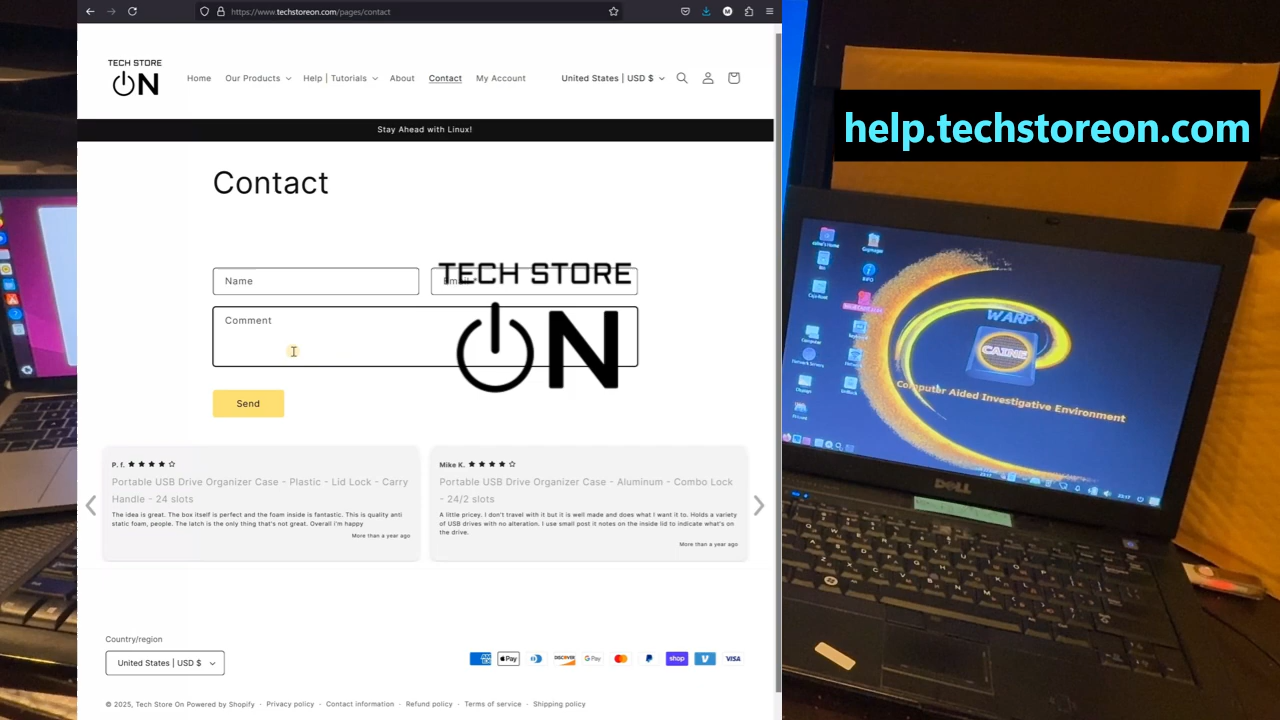 https://www.techstoreon.com/pages/contact
TECH STORE
ON
Home
Our Products
Help | Tutorials
About
Contact
My Account
United States | USD $
Stay Ahead with Linux!
Contact
Name
Comment
TECH STORE
ON
Send
P. f.
Portable USB Drive Organizer Case - Plastic - Lid Lock - Carry
Handle - 24 slots
The idea is great. The box itself is perfect and the foam inside is fantastic. This is quality anti
static foam, people. The latch is the only thing that's not great. Overall I'm happy
More than a year ago
Mike K.
Portable USB Drive Organizer Case - Aluminum - Combo Lock
- 24/2 slots
A little pricey. I don't travel with it but it is well made and does what I want it to. Holds a variety
of USB drives with no alteration. I use small post it notes on the inside lid to indicate what's on
the drive.
More than a year ago
Country/region
United States | USD $
DISCOVER
G Pay
Apple Pay
shop
VISA
© 2025, Tech Store On Powered by Shopify
Privacy policy
Contact information
Refund policy
Terms of service
Shipping policy
help.techstoreon.com
WARP
CAINE
Computer Aided Investigative Environment
DELL